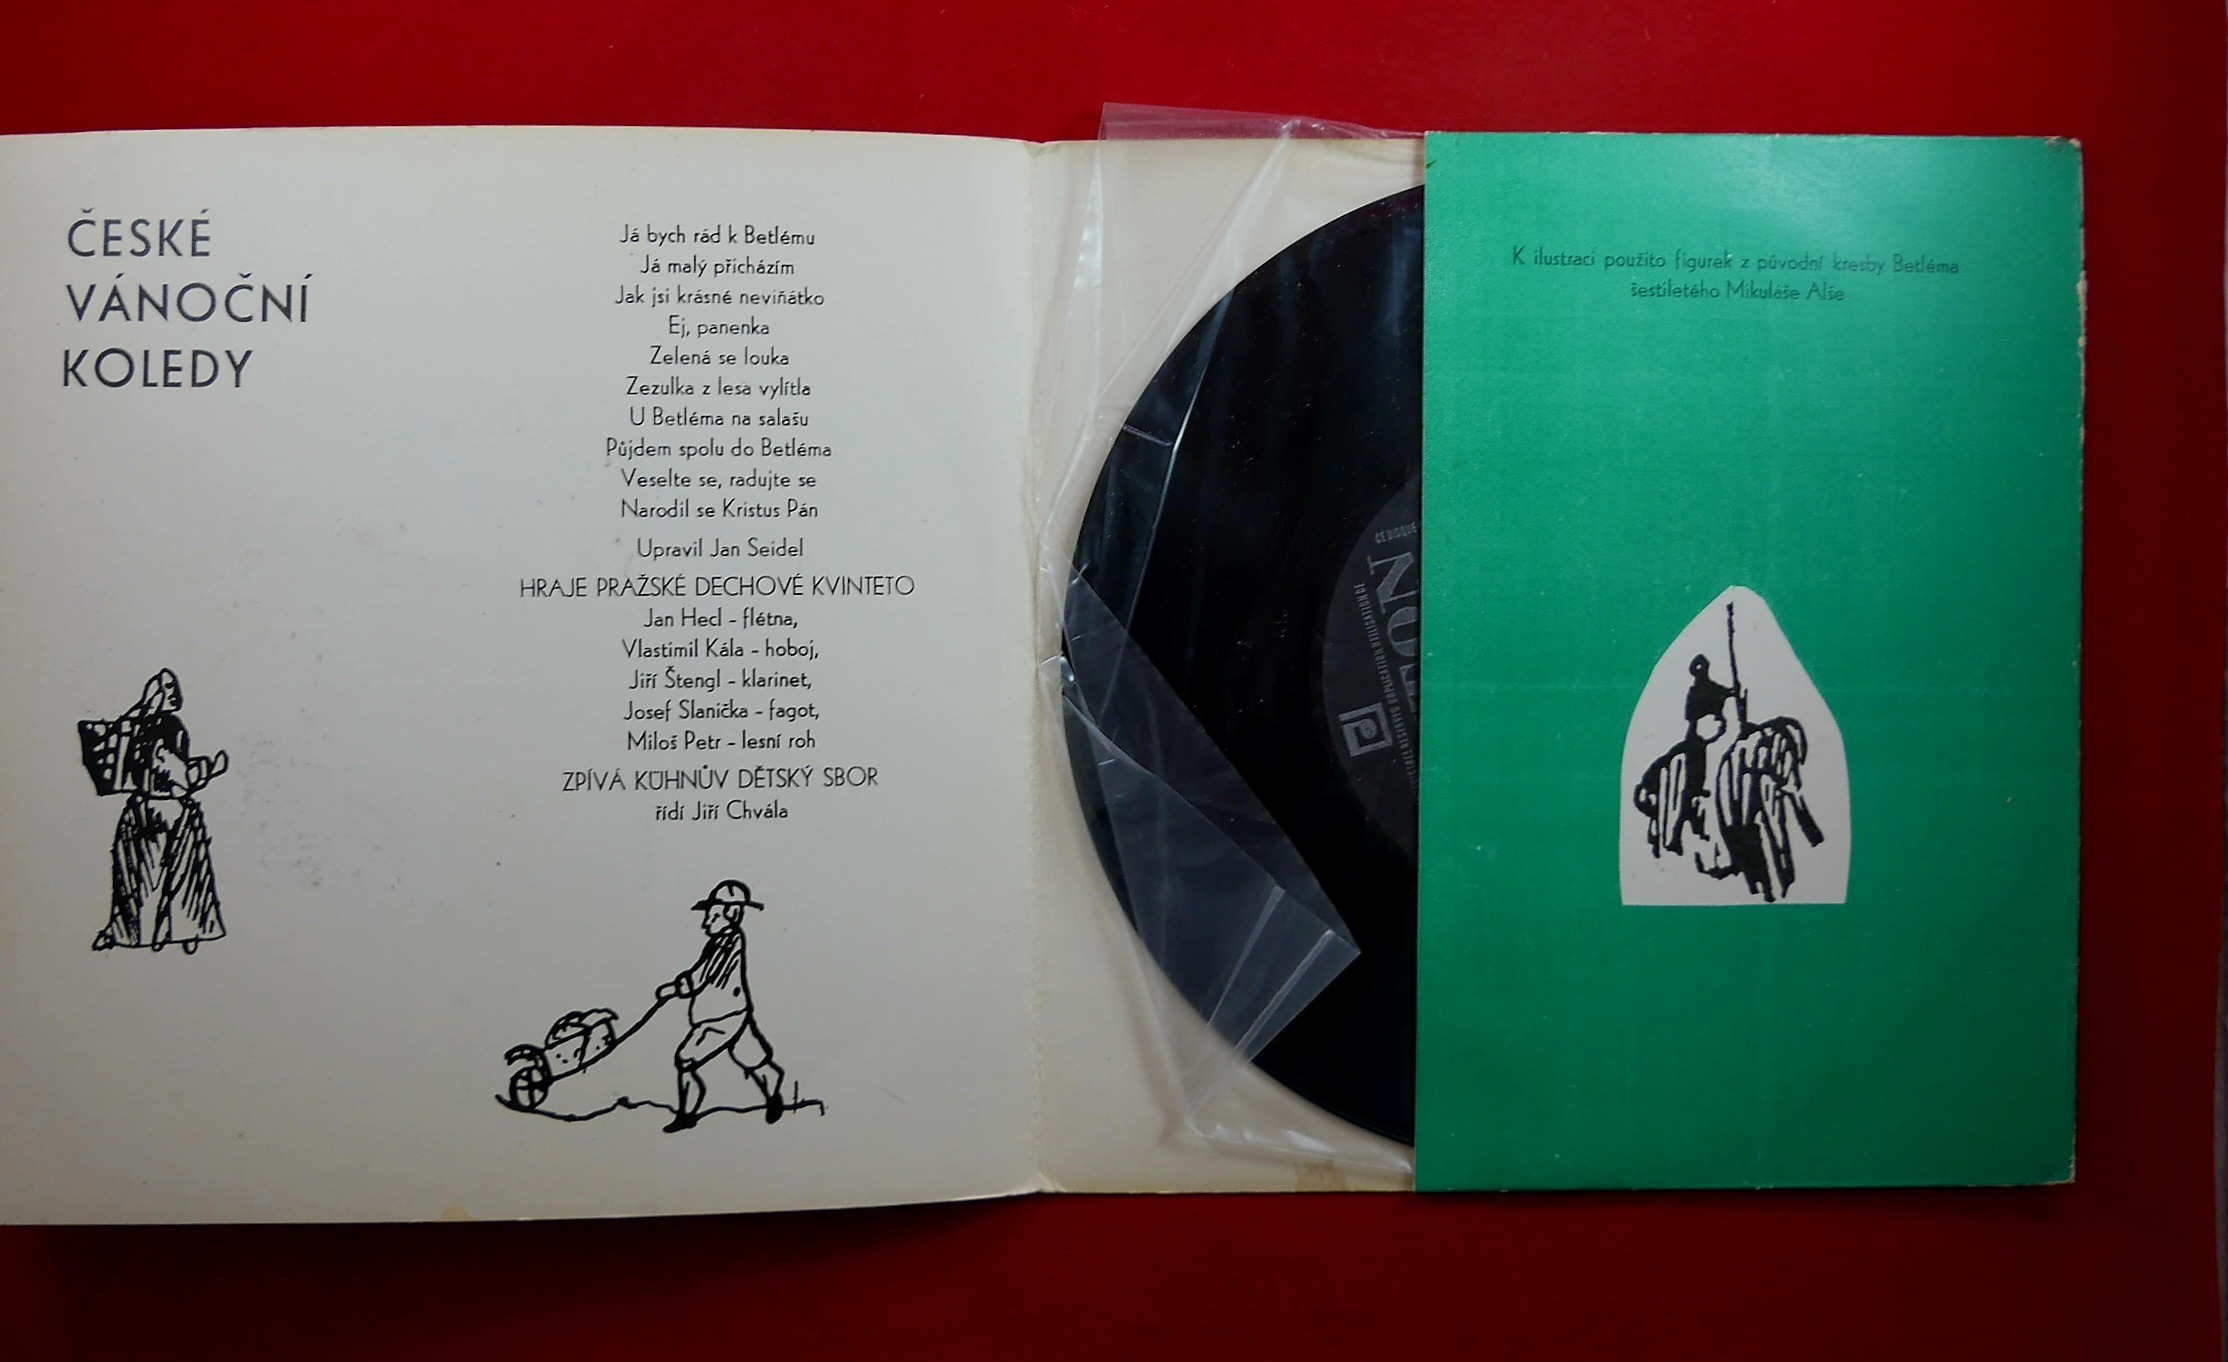 ČESKÉ
VÁNOČNÍ
KOLEDY
Já bych rád k Betlému
Já malý přicházím
Jak jsi krásné neviňátko
Ej, panenka
Zelená se louka
Zezulka z lesa vylítla
U Betléma na salašu
Půjdem spolu do Betléma
Veselte se, radujte se
Narodil se Kristus Pán
Upravil Jan Seidel
HRAJE PRAŽSKÉ DECHOVÉ KVINTETO
Jan Hecl - flétna,
Vlastimil Kála - hoboj,
Jiří Štengl - klarinet,
Josef Slanička - fagot,
Miloš Petr - lesní roh
ZPÍVÁ KÜHNŮV DĚTSKÝ SBOR
řídí Jiří Chvála
CE DISQUE
K ilustraci použito figurek z původní kresby Betléma
šestiletého Mikuláše Alše